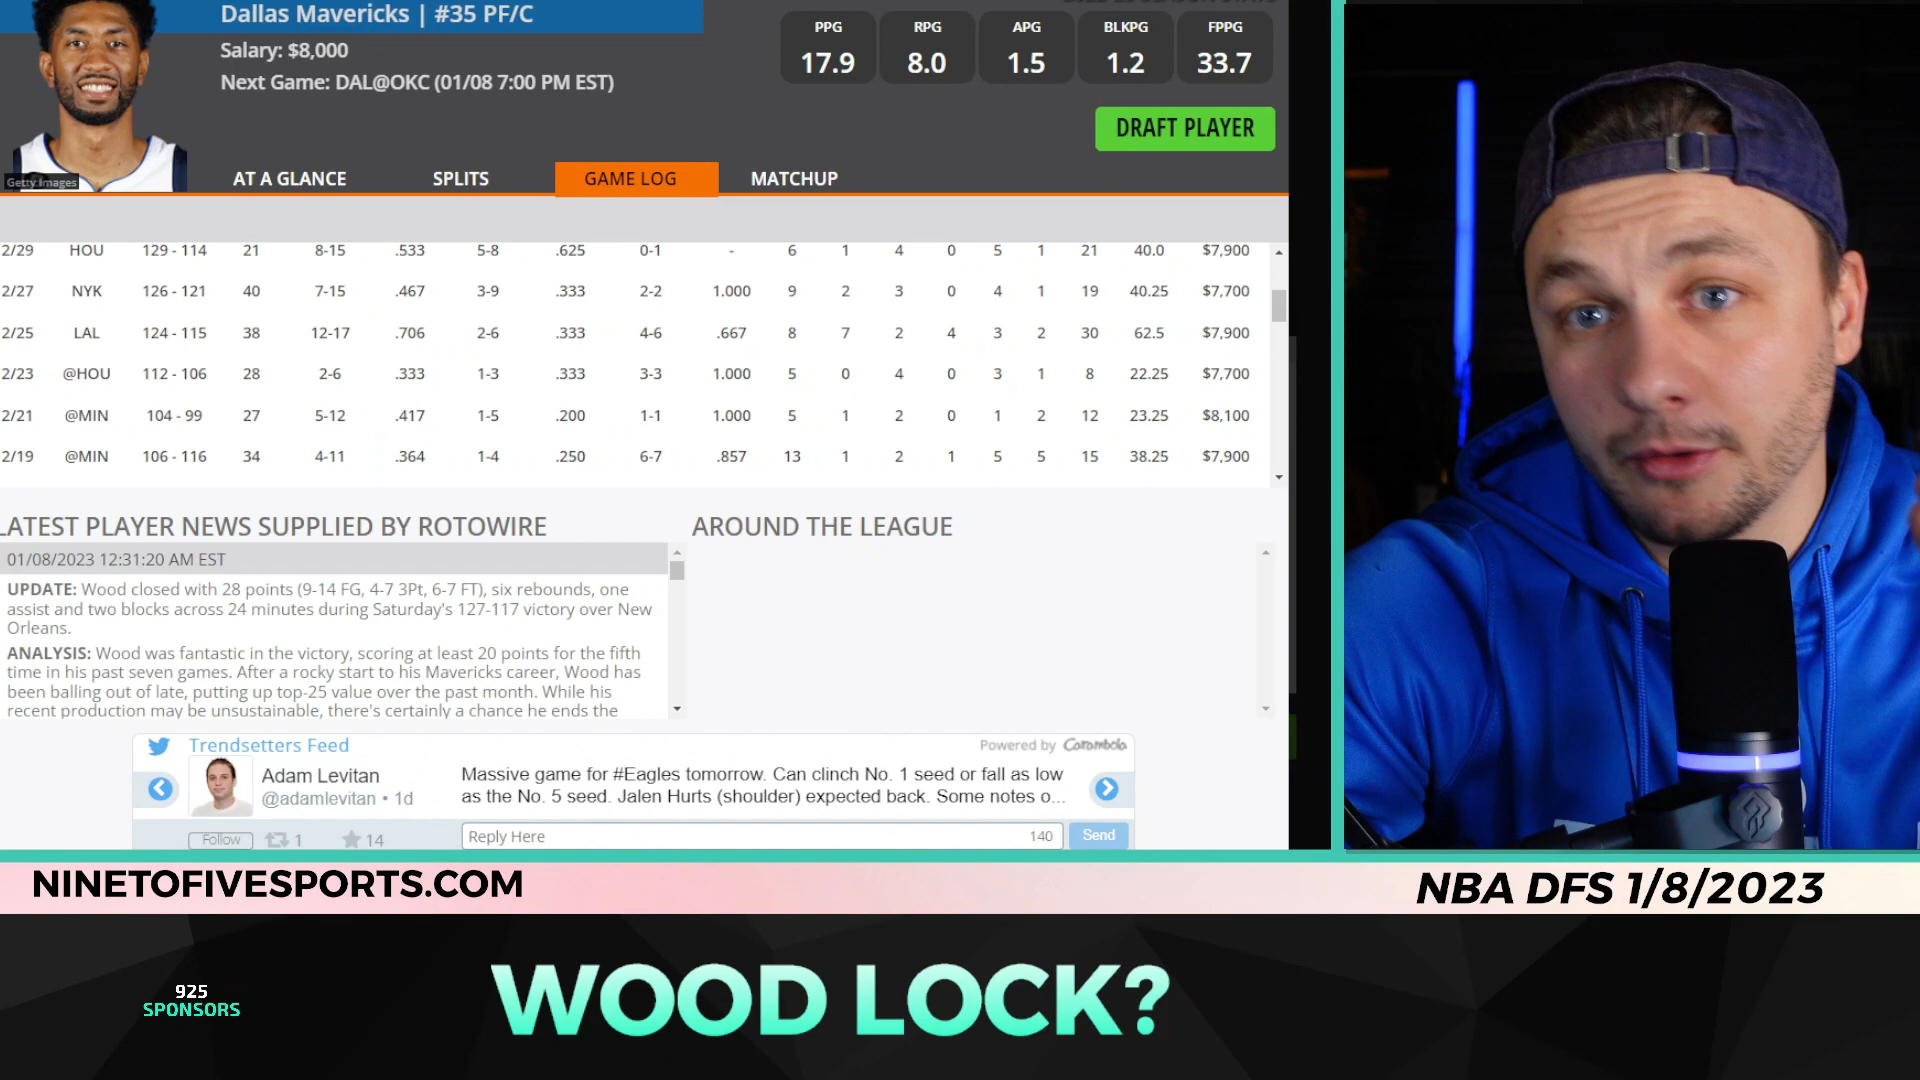 Dallas Mavericks | #35 PF/C
Salary: $8,000
Next Game: DAL@OKC (01/08 7:00 PM EST)
PPG RPG APG BLKPG FPPG
17.9 8.0 1.5 1.2 33.7
DRAFT PLAYER
Getty Images
AT A GLANCE SPLITS GAME LOG MATCHUP
2/29 HOU 129 - 114 21 8-15 .533 5-8 .625 0-1 - 6 1 4 0 5 1 21 40.0 $7,900
2/27 NYK 126 - 121 40 7-15 .467 3-9 .333 2-2 1.000 9 2 3 0 4 1 19 40.25 $7,700
2/25 LAL 124 - 115 38 12-17 .706 2-6 .333 4-6 .667 8 7 2 4 3 2 30 62.5 $7,900
2/23 @HOU 112 - 106 28 2-6 .333 1-3 .333 3-3 1.000 5 0 4 0 3 1 8 22.25 $7,700
2/21 @MIN 104 - 99 27 5-12 .417 1-5 .200 1-1 1.000 5 1 2 0 1 2 12 23.25 $8,100
2/19 @MIN 106 - 116 34 4-11 .364 1-4 .250 6-7 .857 13 1 2 1 5 5 15 38.25 $7,900
LATEST PLAYER NEWS SUPPLIED BY ROTOWIRE
01/08/2023 12:31:20 AM EST
UPDATE: Wood closed with 28 points (9-14 FG, 4-7 3Pt, 6-7 FT), six rebounds, one
assist and two blocks across 24 minutes during Saturday's 127-117 victory over New
Orleans.
ANALYSIS: Wood was fantastic in the victory, scoring at least 20 points for the fifth
time in his past seven games. After a rocky start to his Mavericks career, Wood has
been balling out of late, putting up top-25 value over the past month. While his
recent production may be unsustainable, there's certainly a chance he ends the
AROUND THE LEAGUE
Trendsetters Feed
Powered by Carambola
Adam Levitan
@adamlevitan • 1d
Massive game for #Eagles tomorrow. Can clinch No. 1 seed or fall as low
as the No. 5 seed. Jalen Hurts (shoulder) expected back. Some notes o...
Follow 1 14
Reply Here 140 Send
NINETOFIVESPORTS.COM
NBA DFS 1/8/2023
925
SPONSORS
WOOD LOCK?